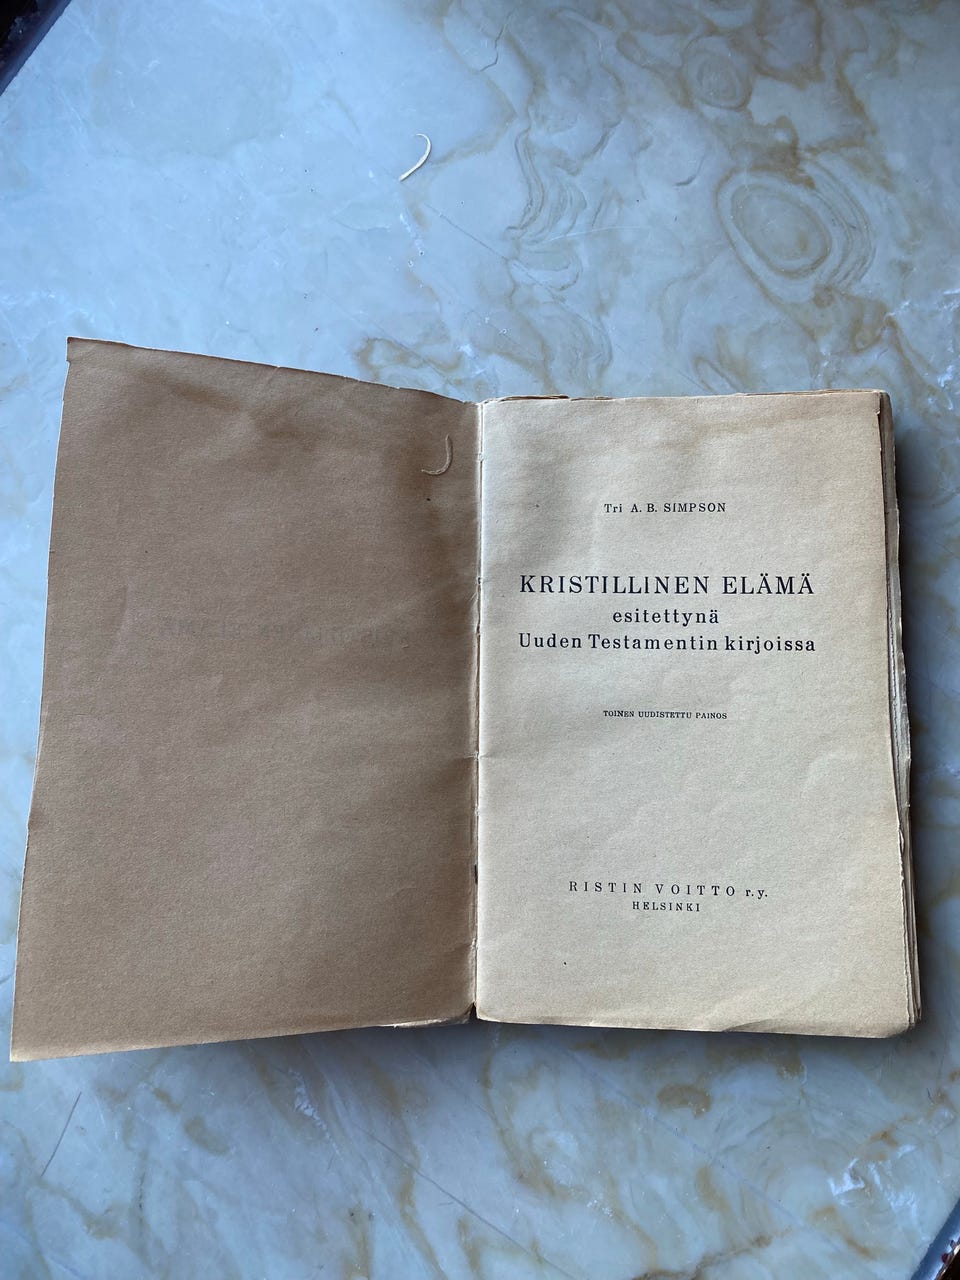 Tri A. B. SIMPSON
KRISTILLINEN ELÄMÄ
esitettynä
Uuden Testamentin kirjoissa
TOINEN UUDISTETTU PAINOS
RISTIN VOITTO r. y.
HELSINKI